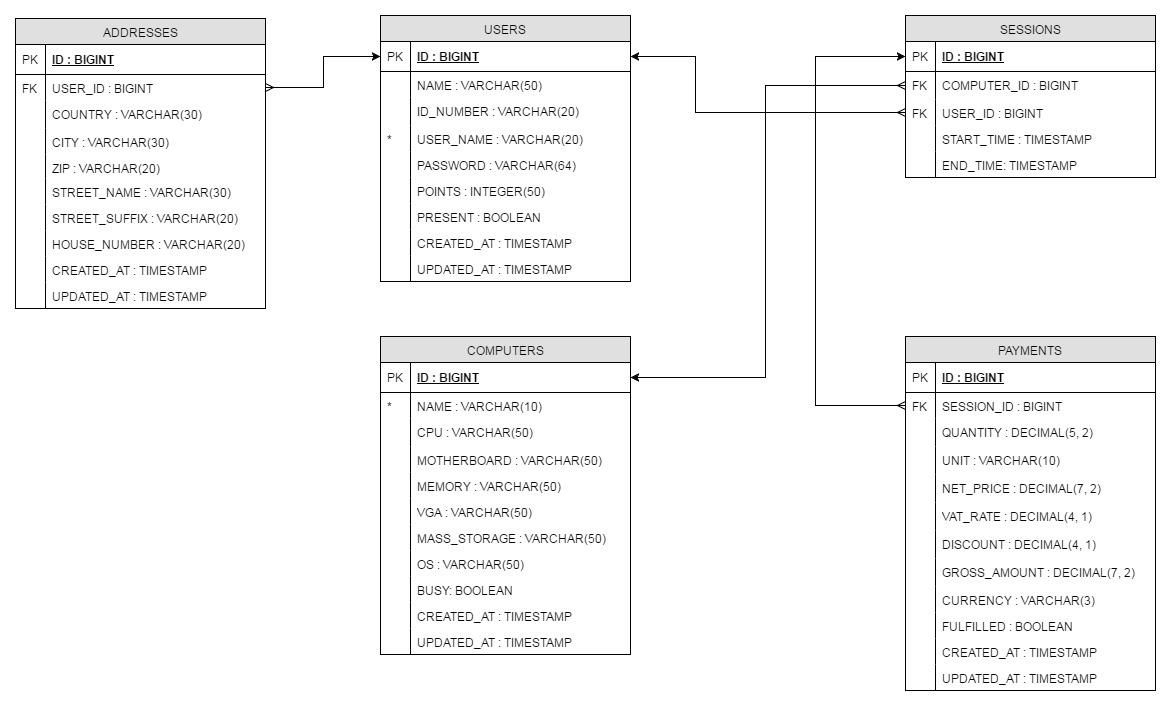 ADDRESSES
PK ID : BIGINT
FK USER_ID : BIGINT
COUNTRY : VARCHAR(30)
CITY : VARCHAR(30)
ZIP : VARCHAR(20)
STREET_NAME : VARCHAR(30)
STREET_SUFFIX : VARCHAR(20)
HOUSE_NUMBER : VARCHAR(20)
CREATED_AT : TIMESTAMP
UPDATED_AT : TIMESTAMP
USERS
PK ID : BIGINT
NAME : VARCHAR(50)
ID_NUMBER : VARCHAR(20)
* USER_NAME : VARCHAR(20)
PASSWORD : VARCHAR(64)
POINTS : INTEGER(50)
PRESENT : BOOLEAN
CREATED_AT : TIMESTAMP
UPDATED_AT : TIMESTAMP
SESSIONS
PK ID : BIGINT
FK COMPUTER_ID : BIGINT
FK USER_ID : BIGINT
START_TIME : TIMESTAMP
END_TIME: TIMESTAMP
COMPUTERS
PK ID : BIGINT
* NAME : VARCHAR(10)
CPU : VARCHAR(50)
MOTHERBOARD : VARCHAR(50)
MEMORY : VARCHAR(50)
VGA : VARCHAR(50)
MASS_STORAGE : VARCHAR(50)
OS : VARCHAR(50)
BUSY: BOOLEAN
CREATED_AT : TIMESTAMP
UPDATED_AT : TIMESTAMP
PAYMENTS
PK ID : BIGINT
FK SESSION_ID : BIGINT
QUANTITY : DECIMAL(5, 2)
UNIT : VARCHAR(10)
NET_PRICE : DECIMAL(7, 2)
VAT_RATE : DECIMAL(4, 1)
DISCOUNT : DECIMAL(4, 1)
GROSS_AMOUNT : DECIMAL(7, 2)
CURRENCY : VARCHAR(3)
FULFILLED : BOOLEAN
CREATED_AT : TIMESTAMP
UPDATED_AT : TIMESTAMP